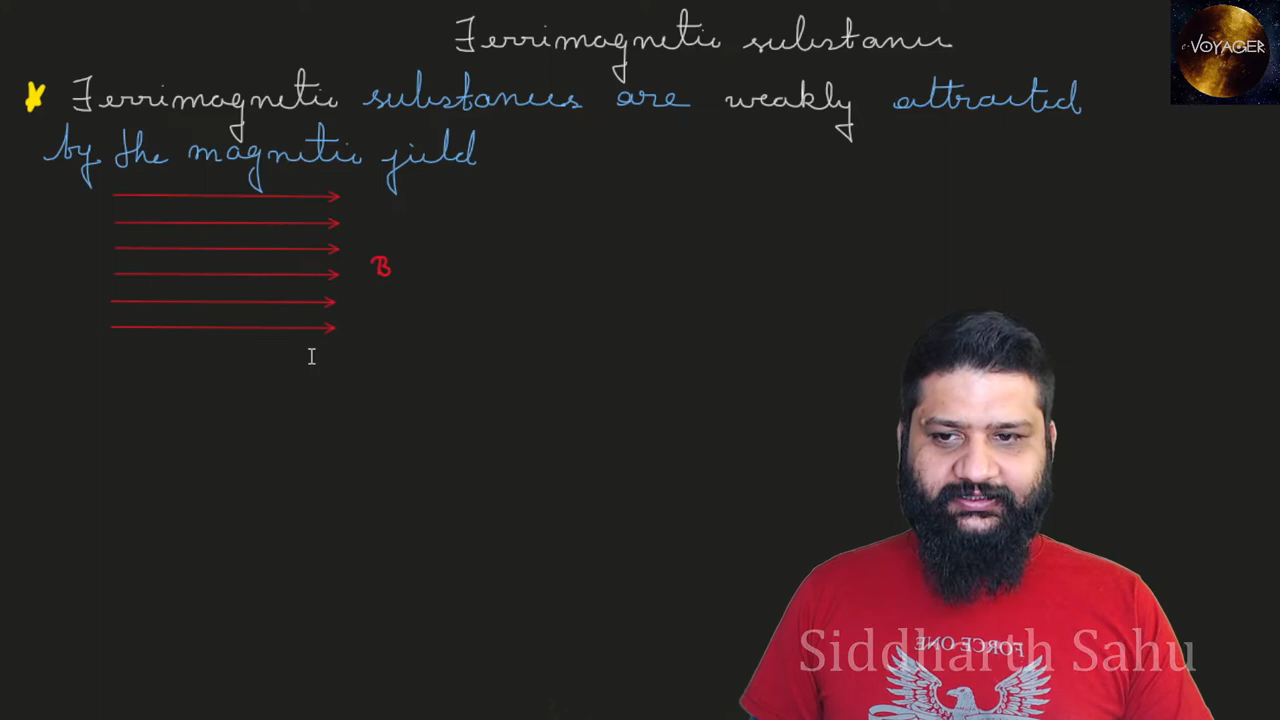 Ferrimagnetic substance
e-VOYAGER
* Ferrimagnetic substances are weakly attracted
by the magnetic field
B
FORCE ONE
Siddharth Sahu